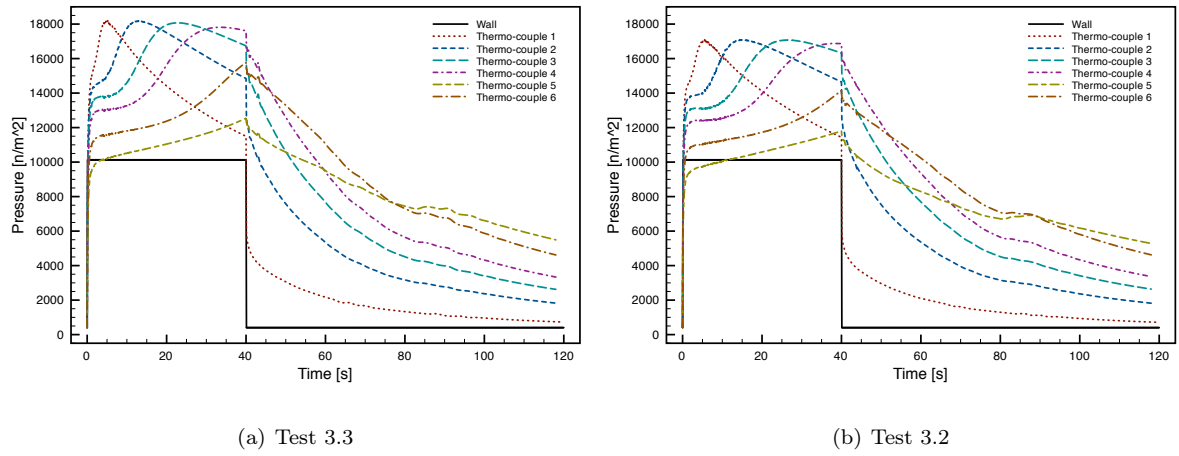 18000
16000
14000
12000
10000
8000
6000
4000
2000
0
Pressure [n/m^2]
0 20 40 60 80 100 120
Time [s]
Wall
Thermo-couple 1
Thermo-couple 2
Thermo-couple 3
Thermo-couple 4
Thermo-couple 5
Thermo-couple 6
(a) Test 3.3
18000
16000
14000
12000
10000
8000
6000
4000
2000
0
Pressure [n/m^2]
0 20 40 60 80 100 120
Time [s]
Wall
Thermo-couple 1
Thermo-couple 2
Thermo-couple 3
Thermo-couple 4
Thermo-couple 5
Thermo-couple 6
(b) Test 3.2